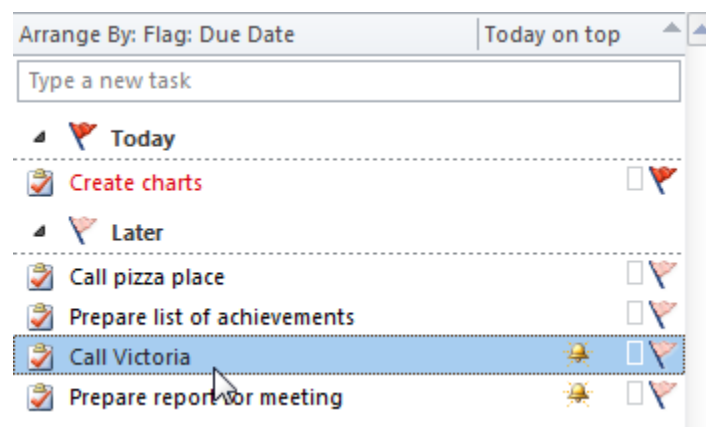 Arrange By: Flag: Due Date Today on top
Type a new task
Today
Create charts
Later
Call pizza place
Prepare list of achievements
Call Victoria
Prepare report for meeting